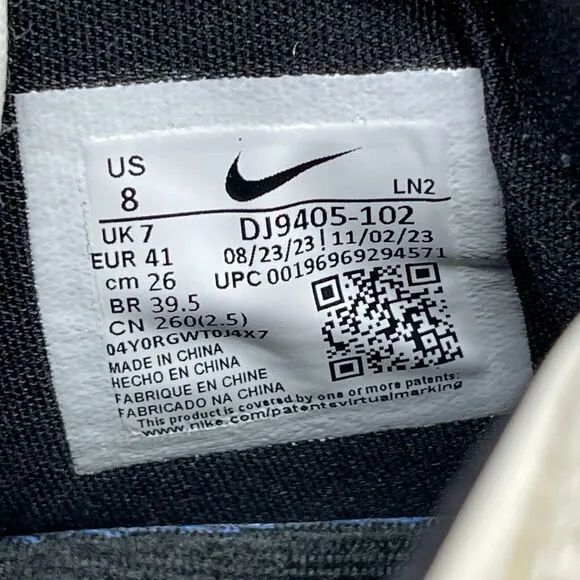 US
8
LN2
UK 7
DJ9405-102
EUR 41
08/23/23 ! 11/02/23
cm 26
UPC 00196969294571
BR 39.5
CN 260(2.5)
04Y0RGWT0J4X7
MADE IN CHINA
HECHO EN CHINA
FABRIQUE EN CHINE
FABRICADO NA CHINA
This product is covered by one or more patents:
www.nike.com/patentsvirtualmarking